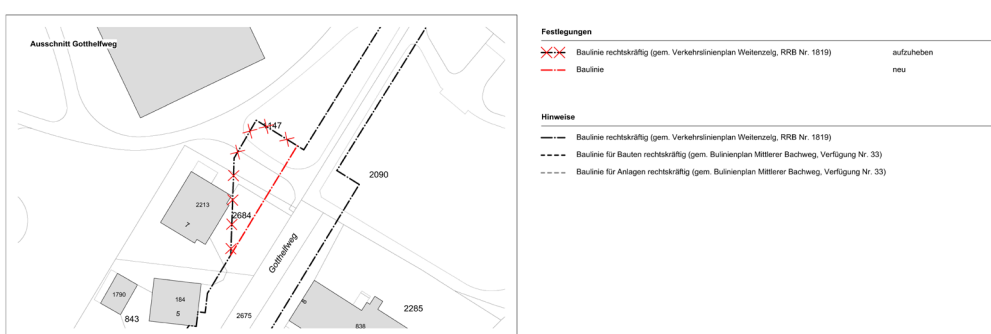 Ausschnitt Gotthelfweg
147
2090
2213
7
2684
Gotthelfweg
1790
184
5
843
2675
6
838
2285
Festlegungen
Baulinie rechtskräftig (gem. Verkehrslinienplan Weitenzelg, RRB Nr. 1819) aufzuheben
Baulinie neu
Hinweise
Baulinie rechtskräftig (gem. Verkehrslinienplan Weitenzelg, RRB Nr. 1819)
Baulinie für Bauten rechtskräftig (gem. Bulinienplan Mittlerer Bachweg, Verfügung Nr. 33)
Baulinie für Anlagen rechtskräftig (gem. Bulinienplan Mittlerer Bachweg, Verfügung Nr. 33)